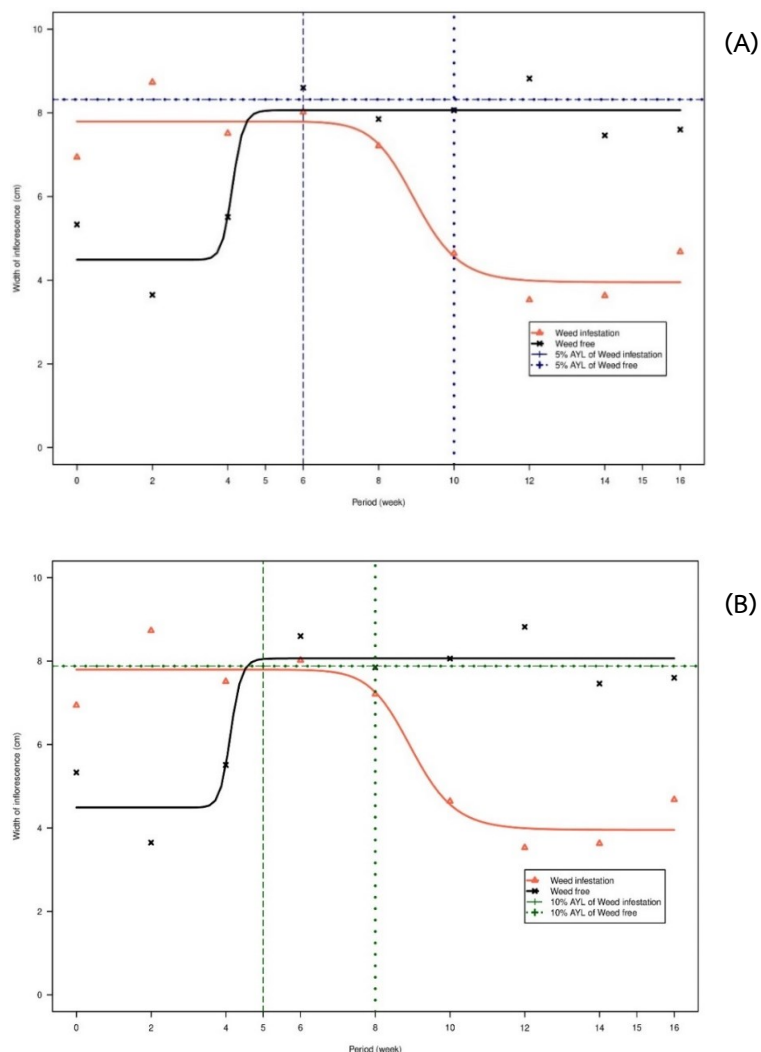 (A)
10
8
6
4
2
0
Width of inflorescence (cm)
Weed infestation
Weed free
5% AYL of Weed infestation
5% AYL of Weed free
0 2 4 5 6 8 10 12 14 15 16
Period (week)
(B)
10
8
6
4
2
0
Width of inflorescence (cm)
Weed infestation
Weed free
10% AYL of Weed infestation
10% AYL of Weed free
0 2 4 5 6 8 10 12 14 15 16
Period (week)